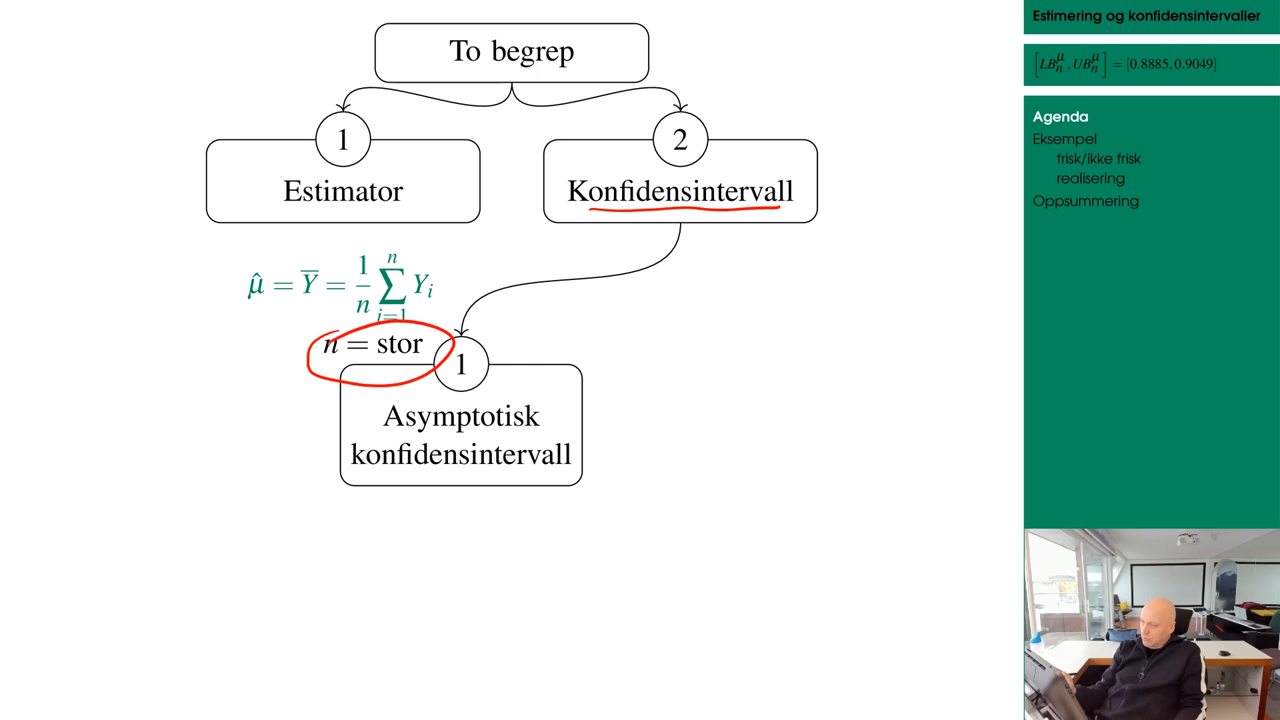 To begrep
1
Estimator
2
Konfidensintervall
μ̂ = Y̅ = 1/n ∑_{i=1}^{n} Y_i
n = stor
1
Asymptotisk
konfidensintervall
Estimering og konfidensintervaller
[LB_n^μ, UB_n^μ] = [0.8885, 0.9049]
Agenda
Eksempel
frisk/ikke frisk
realisering
Oppsummering